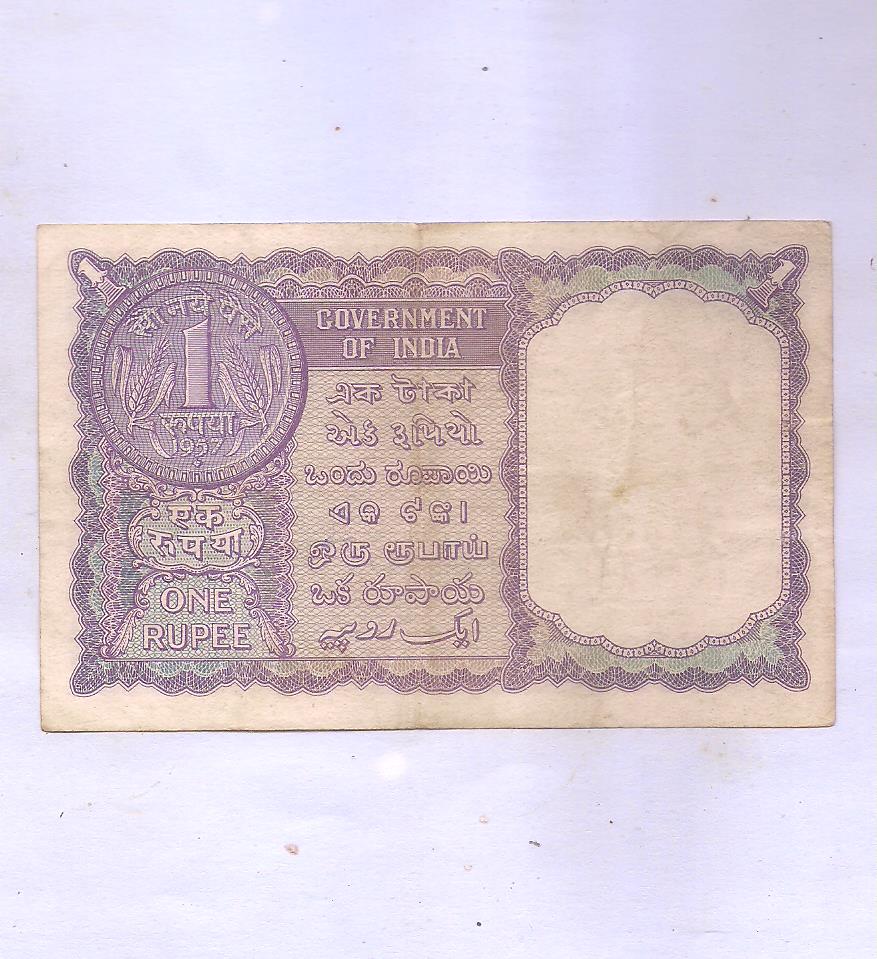 1
1
सौ नये पैसे
1
रुपया
1957
एक
रुपया
ONE
RUPEE
GOVERNMENT
OF INDIA
এক টাকা
એક રૂપિયો
ಒಂದು ರೂಪಾಯಿ
ଏକ ଟଙ୍କା
ஒரு ரூபாய்
ఒక రూపాయ
ایک روپیہ